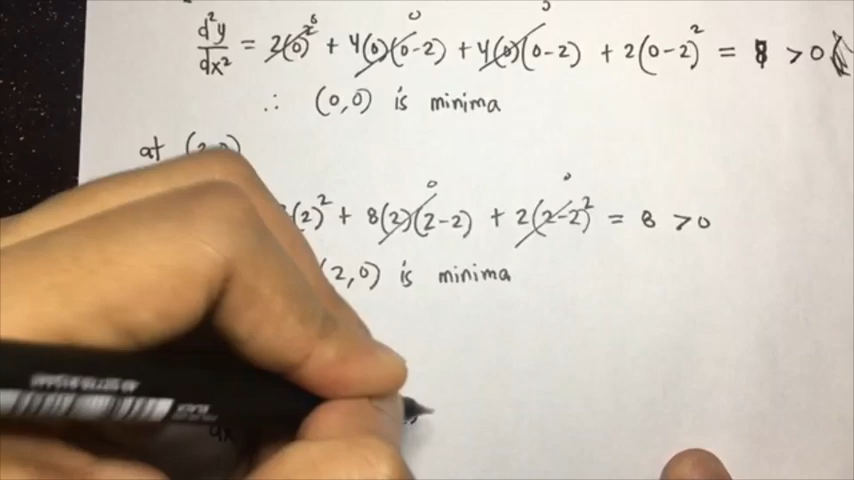 d²y/dx² = 2(0)² + 4(0)(0-2) + 4(0)(0-2) + 2(0-2)² = 8 > 0
∴ (0,0) is minima
at (2,0)
(2)² + 8(2)(2-2) + 2(2-2)² = 8 > 0
(2,0) is minima